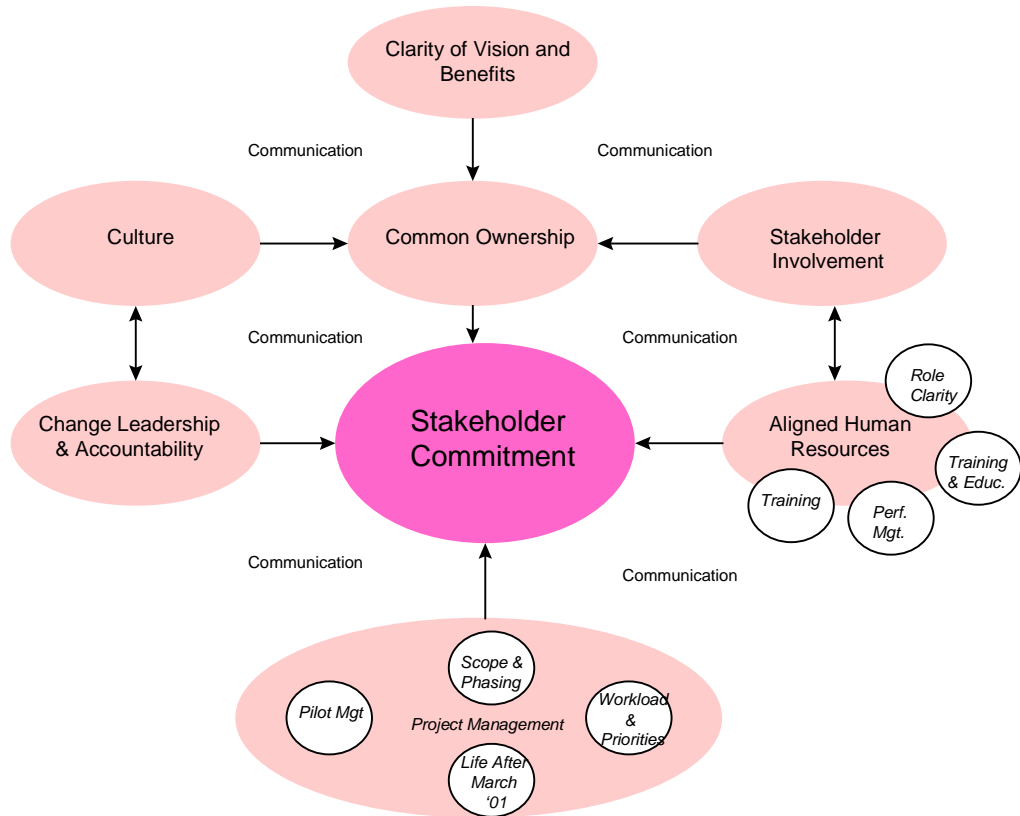 Clarity of Vision and
Benefits
Communication
Communication
Culture
Common Ownership
Stakeholder
Involvement
Communication
Communication
Change Leadership
& Accountability
Stakeholder
Commitment
Aligned Human
Resources
Role
Clarity
Training
& Educ.
Training
Perf.
Mgt.
Communication
Communication
Scope &
Phasing
Pilot Mgt
Project Management
Workload
&
Priorities
Life After
March
‘01